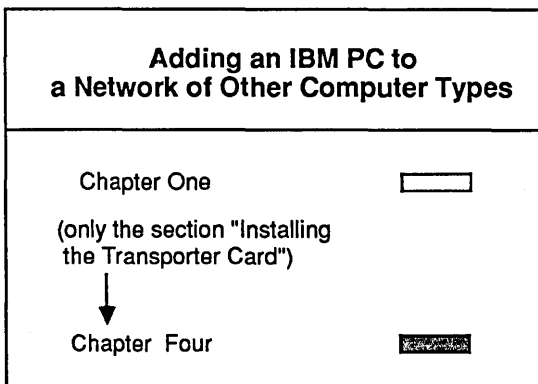 Adding an IBM PC to
a Network of Other Computer Types
Chapter One
(only the section "Installing
the Transporter Card")
Chapter Four